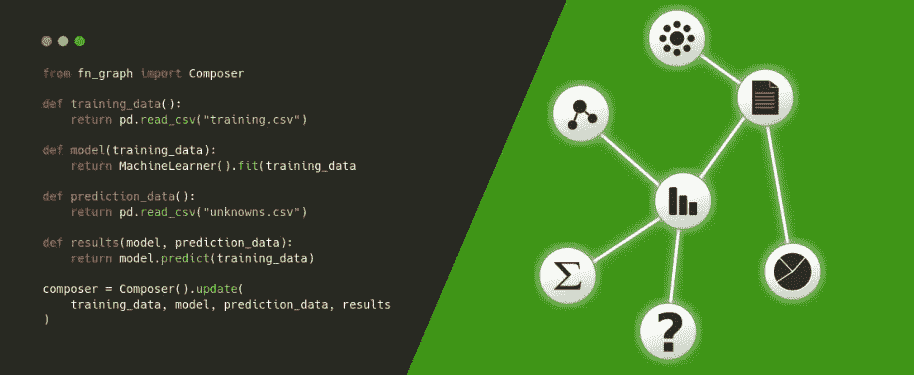 from fn_graph import Composer
def training_data():
    return pd.read_csv("training.csv")
def model(training_data):
    return MachineLearner().fit(training_data
def prediction_data():
    return pd.read_csv("unknowns.csv")
def results(model, prediction_data):
    return model.predict(training_data)
composer = Composer().update(
    training_data, model, prediction_data, results
)
Σ
?